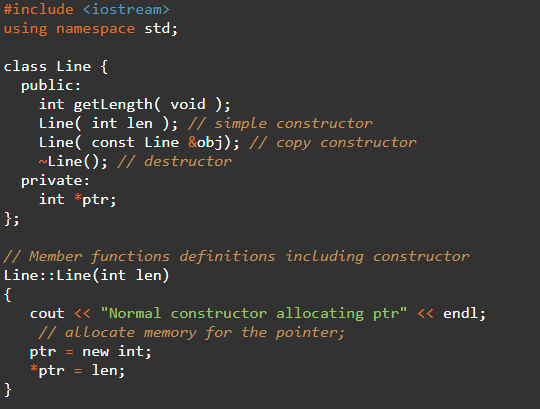 #include <iostream>
using namespace std;

class Line {
  public:
    int getLength( void );
    Line( int len ); // simple constructor
    Line( const Line &obj); // copy constructor
    ~Line(); // destructor
  private:
    int *ptr;
};

// Member functions definitions including constructor
Line::Line(int len)
{
   cout << "Normal constructor allocating ptr" << endl;
    // allocate memory for the pointer;
   ptr = new int;
   *ptr = len;
}